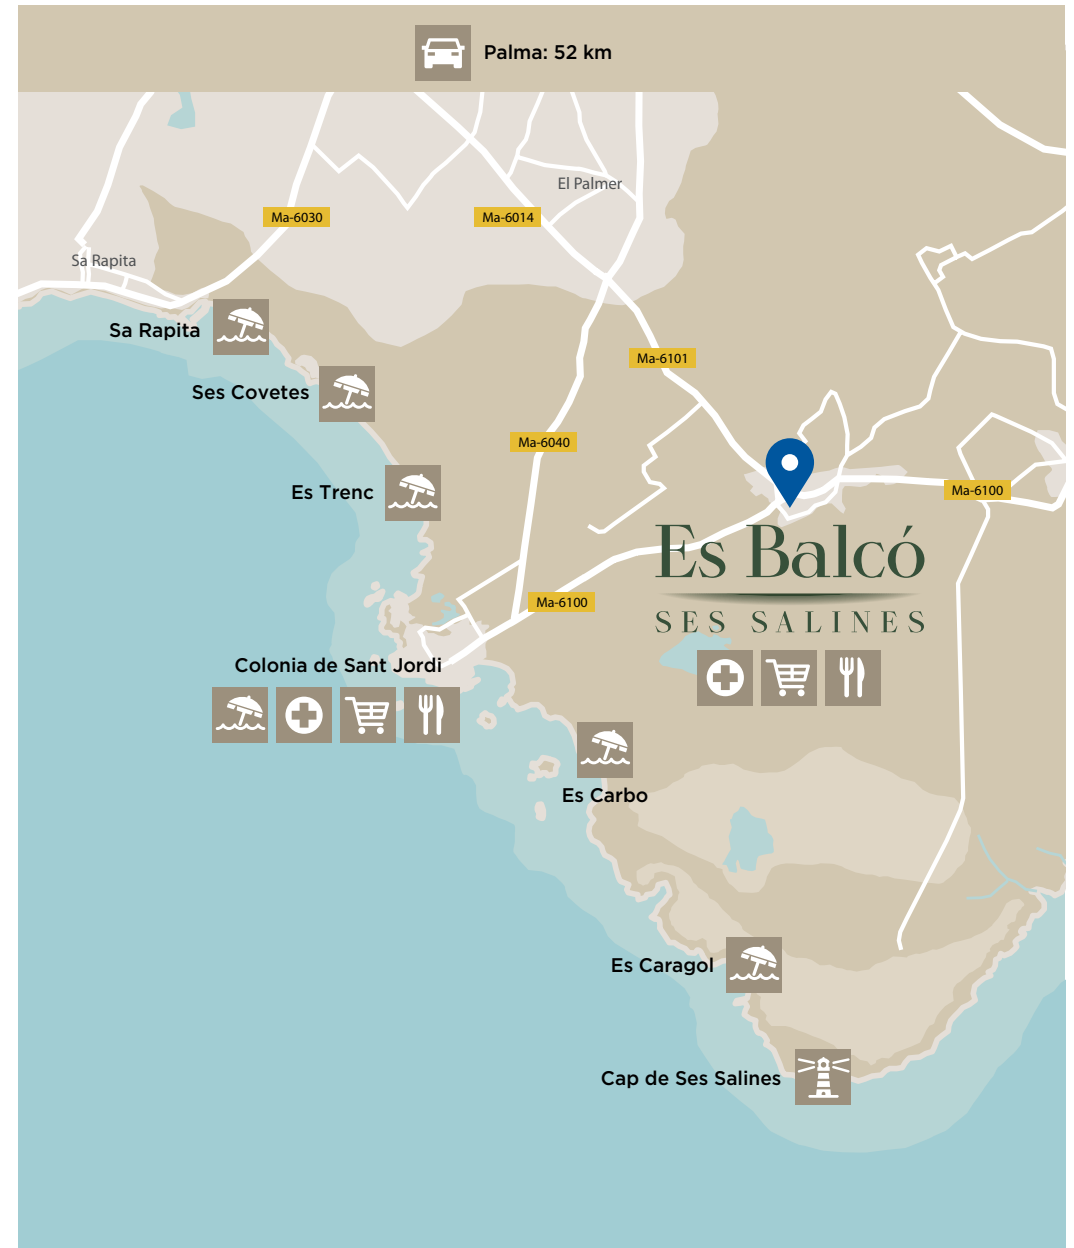 Palma: 52 km
El Palmer
Ma-6030
Ma-6014
Sa Rapita
Sa Rapita
Ma-6101
Ses Covetes
Ma-6040
Es Trenc
Ma-6100
Es Balcó
SES SALINES
Ma-6100
Colonia de Sant Jordi
Es Carbo
Es Caragol
Cap de Ses Salines